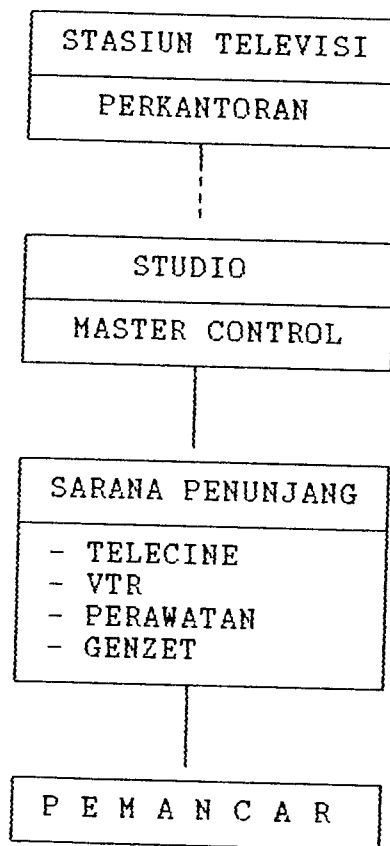 STASIUN TELEVISI
PERKANTORAN
STUDIO
MASTER CONTROL
SARANA PENUNJANG
- TELECINE
- VTR
- PERAWATAN
- GENZET
P E M A N C A R